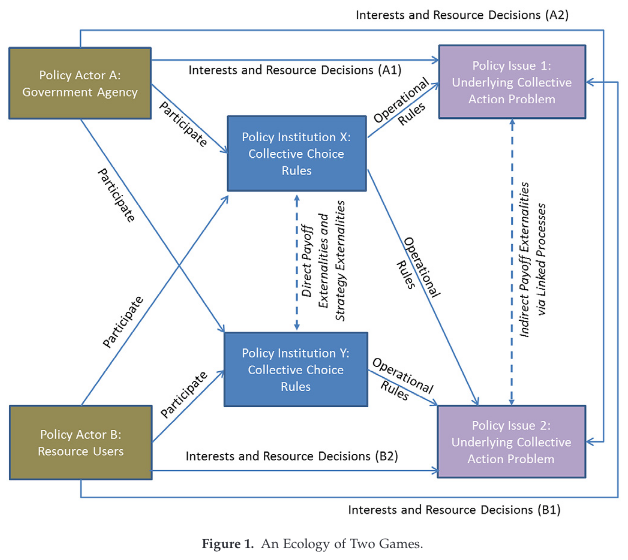 Interests and Resource Decisions (A2)
Policy Actor A:
Government Agency
Interests and Resource Decisions (A1)
Policy Issue 1:
Underlying Collective
Action Problem
Participate
Operational
Rules
Policy Institution X:
Collective Choice
Rules
Participate
Direct Payoff
Externalities and
Strategy Externalities
Operational
Rules
Indirect Payoff Externalities
via Linked Processes
Participate
Policy Institution Y:
Collective Choice
Rules
Operational
Rules
Participate
Policy Actor B:
Resource Users
Interests and Resource Decisions (B2)
Policy Issue 2:
Underlying Collective
Action Problem
Interests and Resource Decisions (B1)
Figure 1. An Ecology of Two Games.